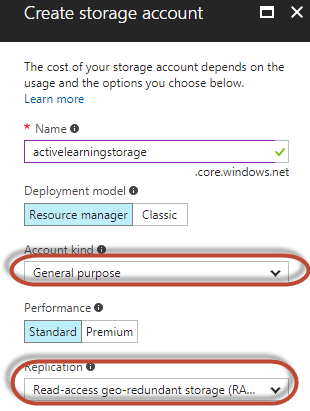 Create storage account
The cost of your storage account depends on the
usage and the options you choose below.
Learn more
* Name
activelearningstorage
.core.windows.net
Deployment model
Resource manager Classic
Account kind
General purpose
Performance
Standard Premium
Replication
Read-access geo-redundant storage (RA...